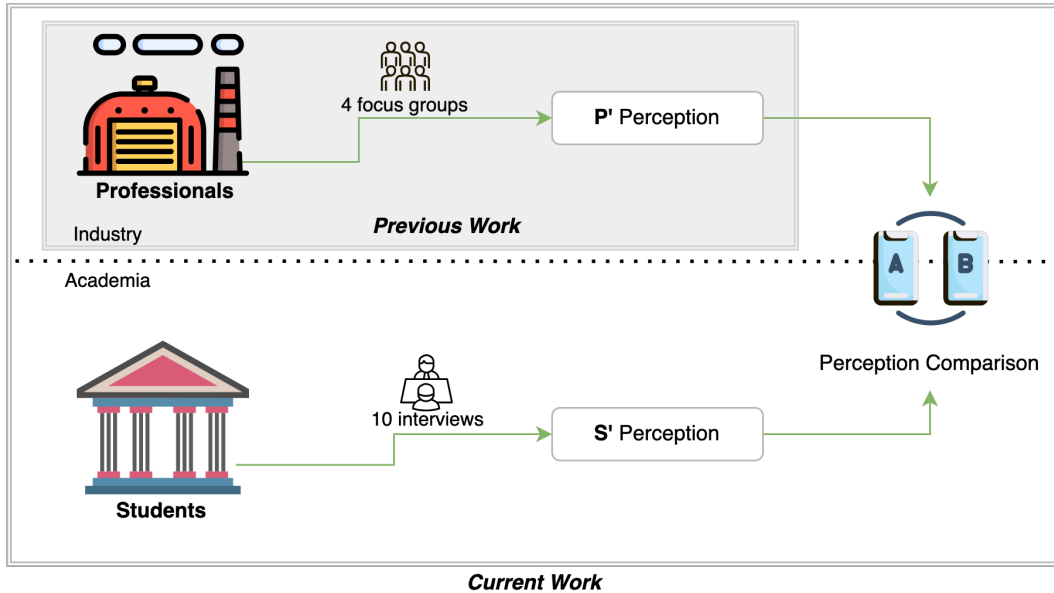 4 focus groups
P' Perception
Professionals
Previous Work
Industry
Academia
A B
Perception Comparison
10 interviews
S' Perception
Students
Current Work